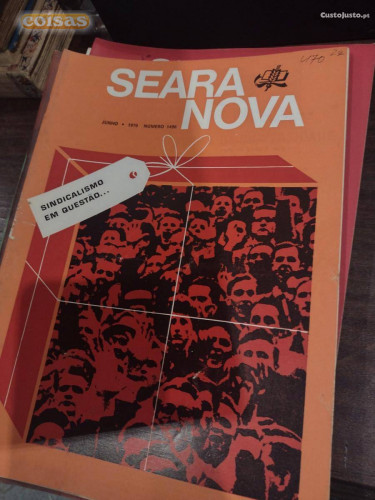 coisas
CustoJusto.pt
SEARA
NOVA
SINDICALISMO
EM QUESTÃO...